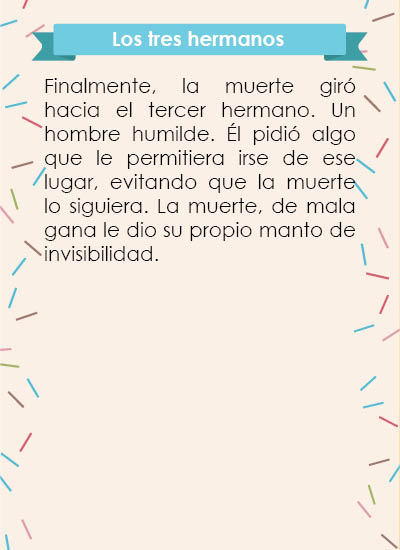 Los tres hermanos
Finalmente, la muerte giró
hacia el tercer hermano. Un
hombre humilde. Él pidió algo
que le permitiera irse de ese
lugar, evitando que la muerte
lo siguiera. La muerte, de mala
gana le dio su propio manto de
invisibilidad.